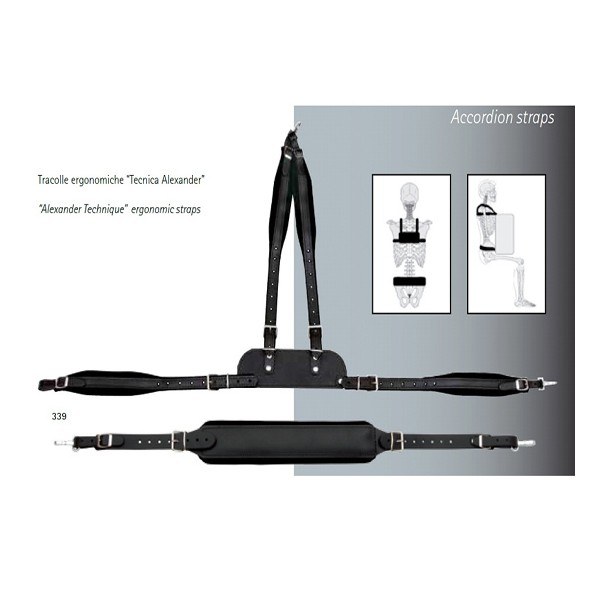 Accordion straps
Tracolle ergonomiche "Tecnica Alexander"
"Alexander Technique" ergonomic straps
339